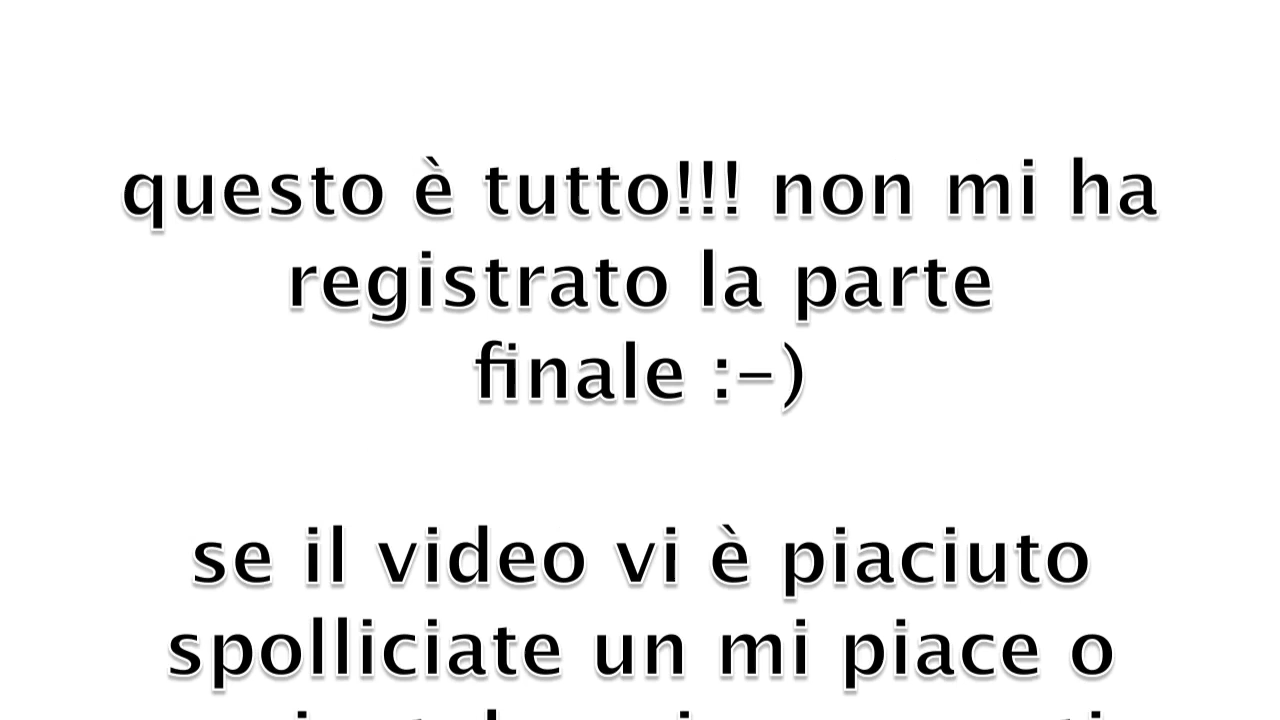 questo è tutto!!! non mi ha
registrato la parte
finale :-)
se il video vi è piaciuto
spolliciate un mi piace o